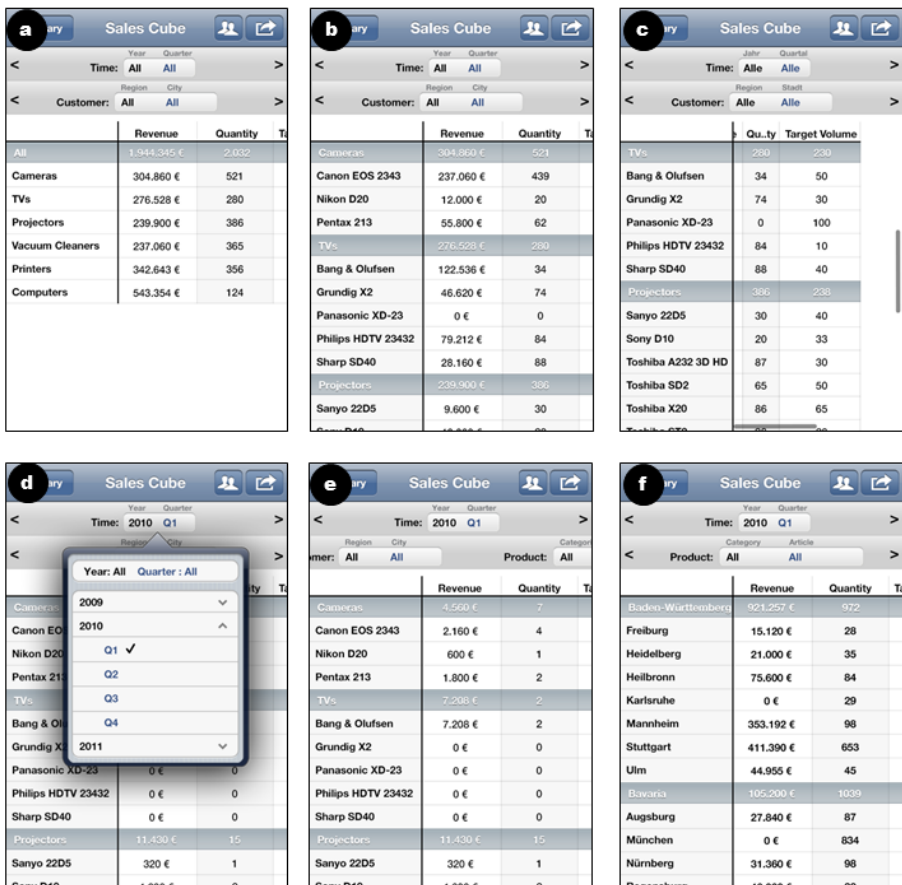 a
ary
Sales Cube
Year Quarter
< Time: All All >
Region City
< Customer: All All >
Revenue Quantity Ta
All 1.944.345 € 2.032
Cameras 304.860 € 521
TVs 276.528 € 280
Projectors 239.900 € 386
Vacuum Cleaners 237.060 € 365
Printers 342.643 € 356
Computers 543.354 € 124
b
ary
Sales Cube
Year Quarter
< Time: All All >
Region City
< Customer: All All >
Revenue Quantity Ta
Cameras 304.860 € 521
Canon EOS 2343 237.060 € 439
Nikon D20 12.000 € 20
Pentax 213 55.800 € 62
TVs 276.528 € 280
Bang & Olufsen 122.536 € 34
Grundig X2 46.620 € 74
Panasonic XD-23 0 € 0
Philips HDTV 23432 79.212 € 84
Sharp SD40 28.160 € 88
Projectors 239.900 € 386
Sanyo 22D5 9.600 € 30
c
ry
Sales Cube
Jahr Quartal
< Time: Alle Alle >
Region Stadt
< Customer: Alle Alle >
Qu..ty Target Volume
TVs 280 230
Bang & Olufsen 34 50
Grundig X2 74 30
Panasonic XD-23 0 100
Philips HDTV 23432 84 10
Sharp SD40 88 40
Projectors 386 238
Sanyo 22D5 30 40
Sony D10 20 33
Toshiba A232 3D HD 87 30
Toshiba SD2 65 50
Toshiba X20 86 65
d
ary
Sales Cube
Year Quarter
< Time: 2010 Q1 >
Region City
< >
Year: All Quarter : All
2009
2010
Q1 ✓
Q2
Q3
Q4
2011
ity Ta
Cameras
Canon EO
Nikon D20
Pentax 21
TVs
Bang & Ol
Grundig X
Panasonic XD-23 0 € 0
Philips HDTV 23432 0 € 0
Sharp SD40 0 € 0
Projectors 11.430 € 15
Sanyo 22D5 320 € 1
e
ary
Sales Cube
Year Quarter
< Time: 2010 Q1 >
Region City Categor
omer: All All Product: All
Revenue Quantity Ta
Cameras 4.560 € 7
Canon EOS 2343 2.160 € 4
Nikon D20 600 € 1
Pentax 213 1.800 € 2
TVs 7.208 € 2
Bang & Olufsen 7.208 € 2
Grundig X2 0 € 0
Panasonic XD-23 0 € 0
Philips HDTV 23432 0 € 0
Sharp SD40 0 € 0
Projectors 11.430 € 15
Sanyo 22D5 320 € 1
f
ary
Sales Cube
Year Quarter
< Time: 2010 Q1 >
Category Article
< Product: All All >
Revenue Quantity Ta
Baden-Württemberg 921.257 € 972
Freiburg 15.120 € 28
Heidelberg 21.000 € 35
Heilbronn 75.600 € 84
Karlsruhe 0 € 29
Mannheim 353.192 € 98
Stuttgart 411.390 € 653
Ulm 44.955 € 45
Bavaria 105.200 € 1039
Augsburg 27.840 € 87
München 0 € 834
Nürnberg 31.360 € 98